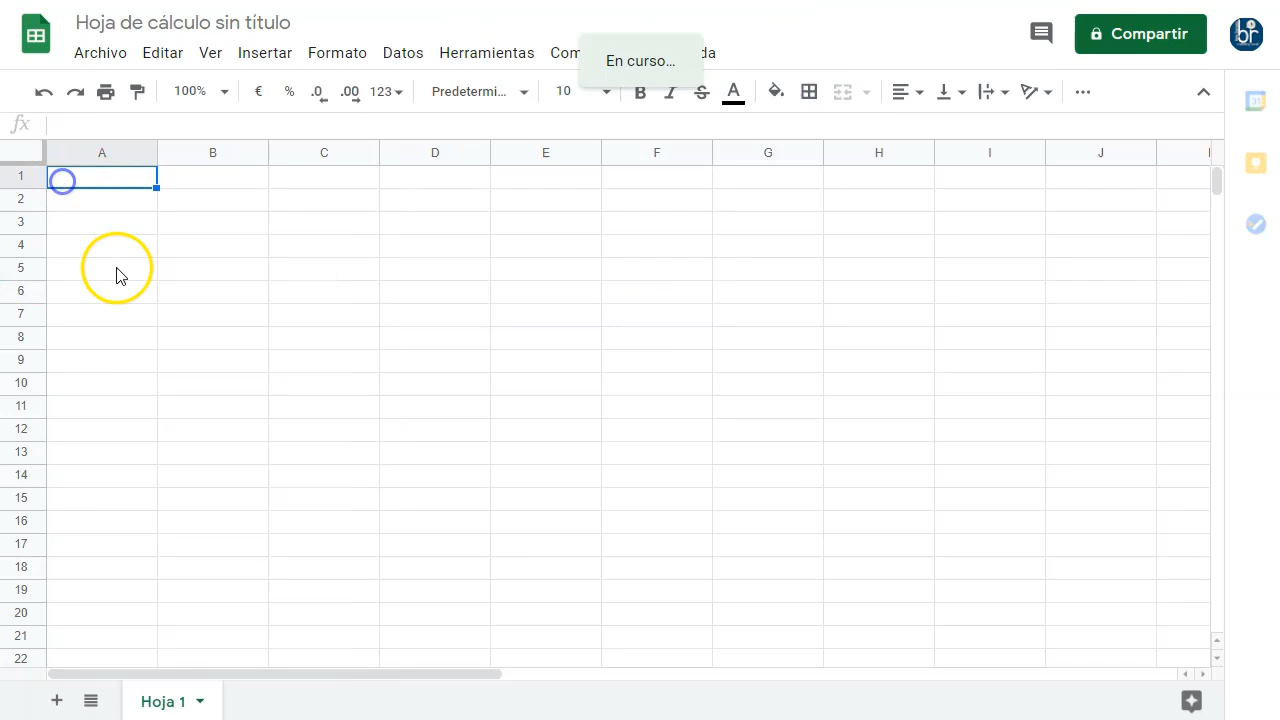 Hoja de cálculo sin título
Archivo Editar Ver Insertar Formato Datos Herramientas Com En curso... da
Compartir
100% € % .0 .00 123 Predetermi... 10 B I S A
fx
A B C D E F G H I J
1
2
3
4
5
6
7
8
9
10
11
12
13
14
15
16
17
18
19
20
21
22
+ Hoja 1
31
br